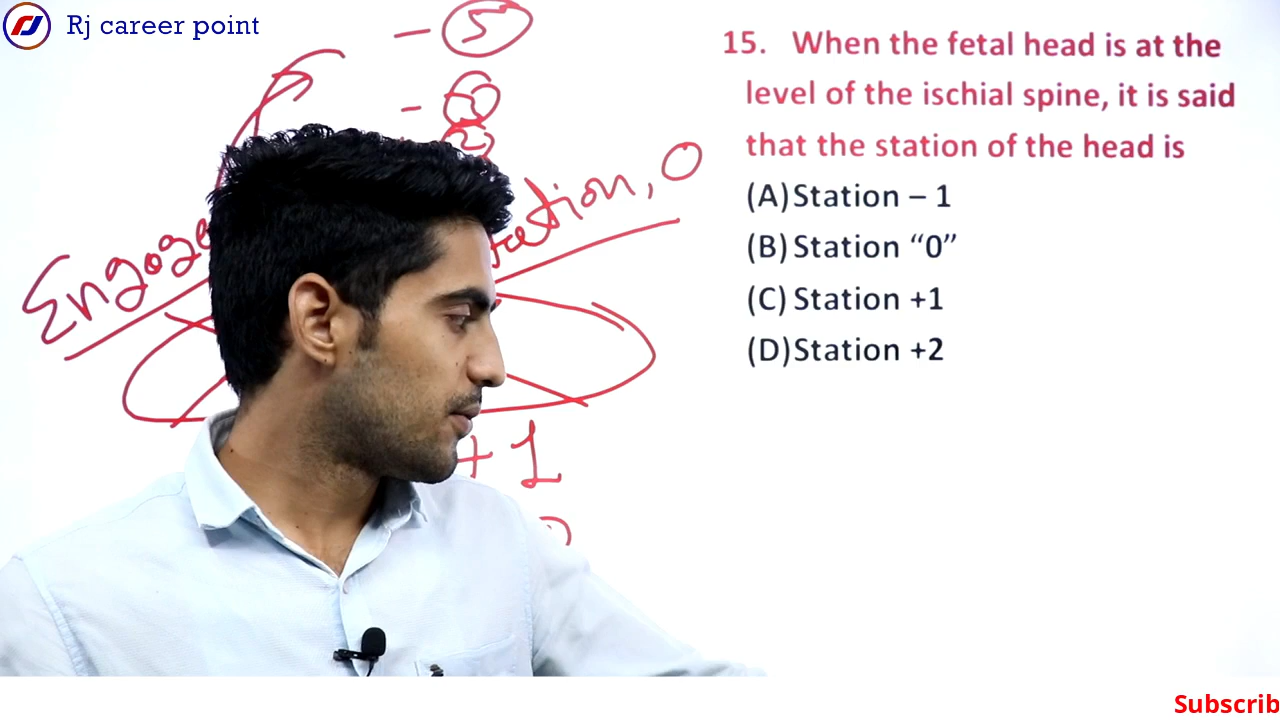 Rj career point
- 5
15. When the fetal head is at the
level of the ischial spine, it is said
that the station of the head is
(A) Station – 1
(B) Station “0”
(C) Station +1
(D) Station +2
0
+ 1
Subscrib